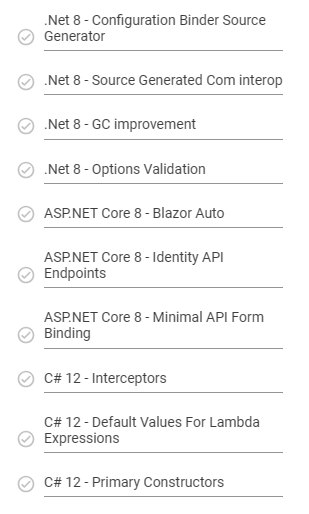 .Net 8 - Configuration Binder Source
Generator
.Net 8 - Source Generated Com interop
.Net 8 - GC improvement
.Net 8 - Options Validation
ASP.NET Core 8 - Blazor Auto
ASP.NET Core 8 - Identity API
Endpoints
ASP.NET Core 8 - Minimal API Form
Binding
C# 12 - Interceptors
C# 12 - Default Values For Lambda
Expressions
C# 12 - Primary Constructors